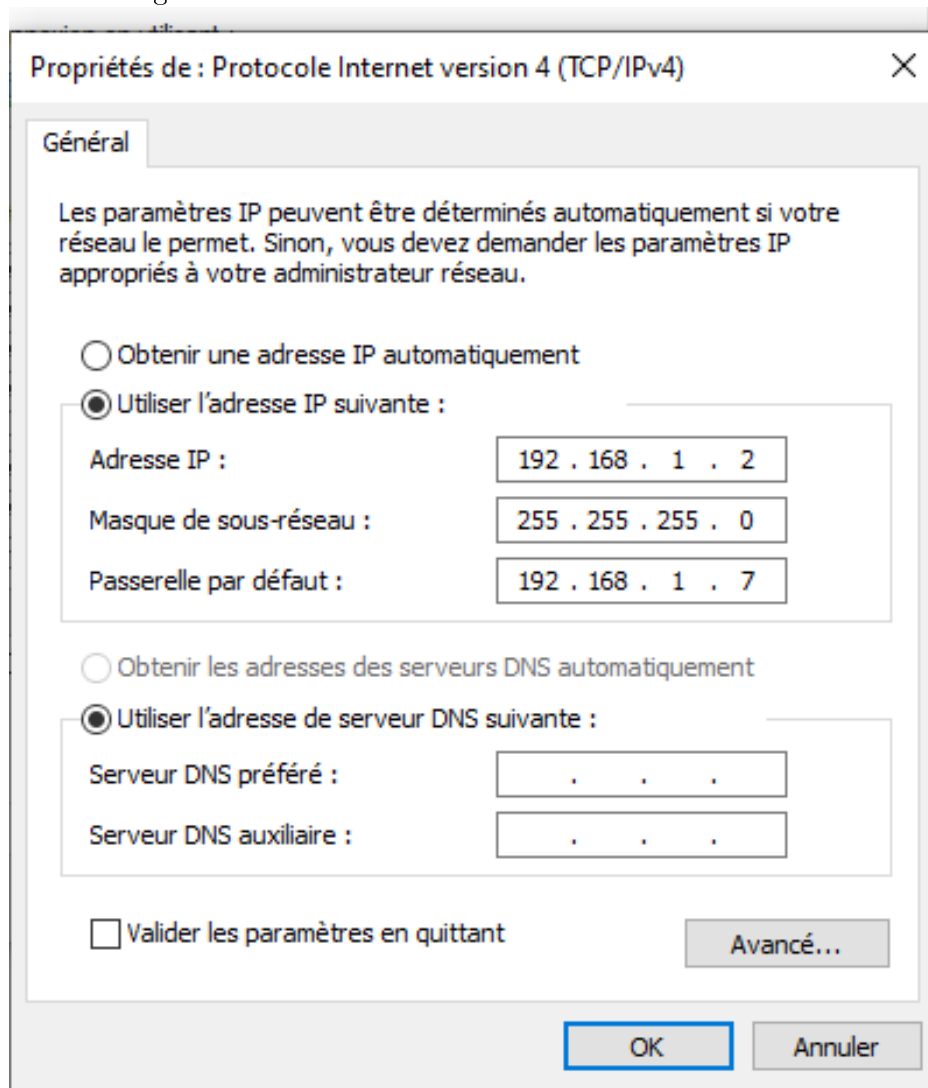 Propriétés de : Protocole Internet version 4 (TCP/IPv4)
Général
Les paramètres IP peuvent être déterminés automatiquement si votre
réseau le permet. Sinon, vous devez demander les paramètres IP
appropriés à votre administrateur réseau.
Obtenir une adresse IP automatiquement
Utiliser l'adresse IP suivante :
Adresse IP : 192 . 168 . 1 . 2
Masque de sous-réseau : 255 . 255 . 255 . 0
Passerelle par défaut : 192 . 168 . 1 . 7
Obtenir les adresses des serveurs DNS automatiquement
Utiliser l'adresse de serveur DNS suivante :
Serveur DNS préféré : . . .
Serveur DNS auxiliaire : . . .
Valider les paramètres en quittant
Avancé...
OK Annuler